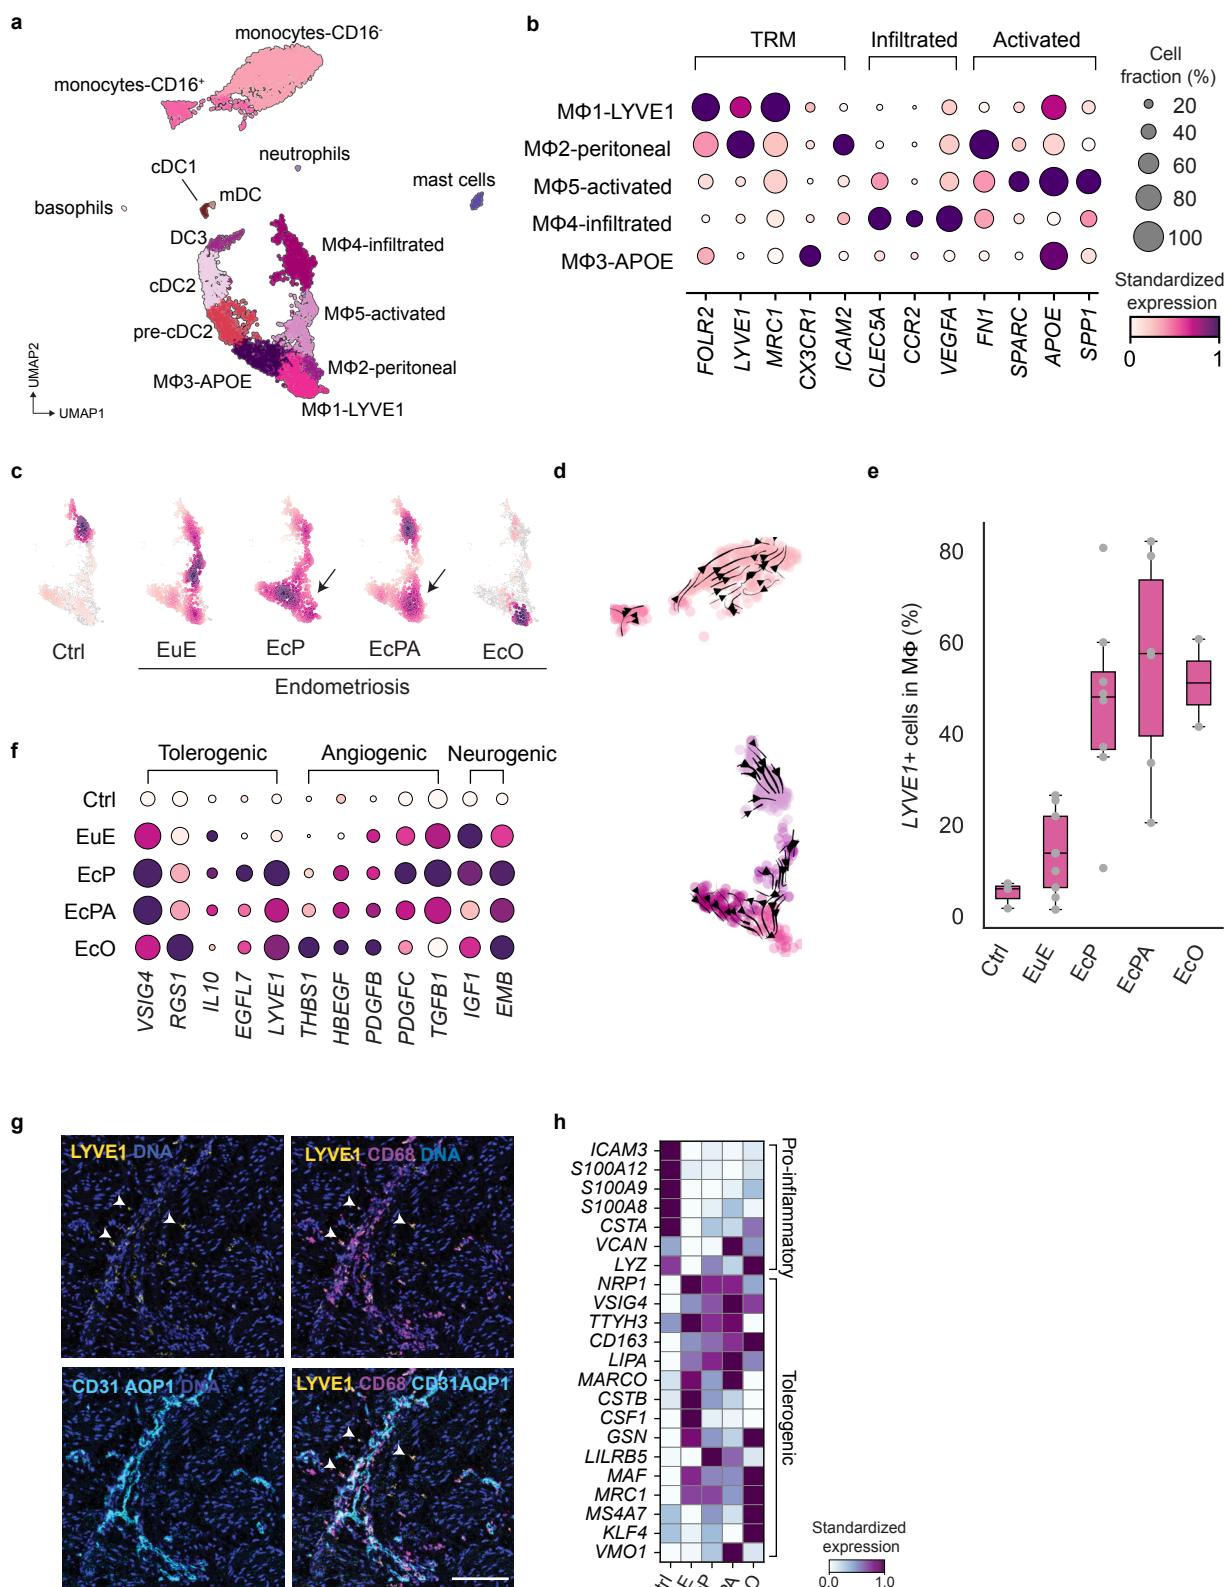 a
monocytes-CD16-
monocytes-CD16+
neutrophils
cDC1
mDC
mast cells
basophils
DC3
MΦ4-infiltrated
cDC2
MΦ5-activated
pre-cDC2
MΦ2-peritoneal
MΦ3-APOE
MΦ1-LYVE1
UMAP2
UMAP1
b
TRM Infiltrated Activated
MΦ1-LYVE1
MΦ2-peritoneal
MΦ5-activated
MΦ4-infiltrated
MΦ3-APOE
FOLR2
LYVE1
MRC1
CX3CR1
ICAM2
CLEC5A
CCR2
VEGFA
FN1
SPARC
APOE
SPP1
Cell
fraction (%)
20
40
60
80
100
Standardized
expression
0 1
c
Ctrl EuE EcP EcPA EcO
Endometriosis
d
e
LYVE1+ cells in MΦ (%)
80
60
40
20
0
Ctrl
EuE
EcP
EcPA
EcO
f
Tolerogenic Angiogenic Neurogenic
Ctrl
EuE
EcP
EcPA
EcO
VSIG4
RGS1
IL10
EGFL7
LYVE1
THBS1
HBEGF
PDGFB
PDGFC
TGFB1
IGF1
EMB
g
LYVE1 DNA
LYVE1 CD68 DNA
CD31 AQP1 DNA
LYVE1 CD68 CD31AQP1
h
ICAM3
S100A12
S100A9
S100A8
CSTA
VCAN
LYZ
NRP1
VSIG4
TTYH3
CD163
LIPA
MARCO
CSTB
CSF1
GSN
LILRB5
MAF
MRC1
MS4A7
KLF4
VMO1
Pro-inflammatory
Tolerogenic
Standardized
expression
0.0 1.0